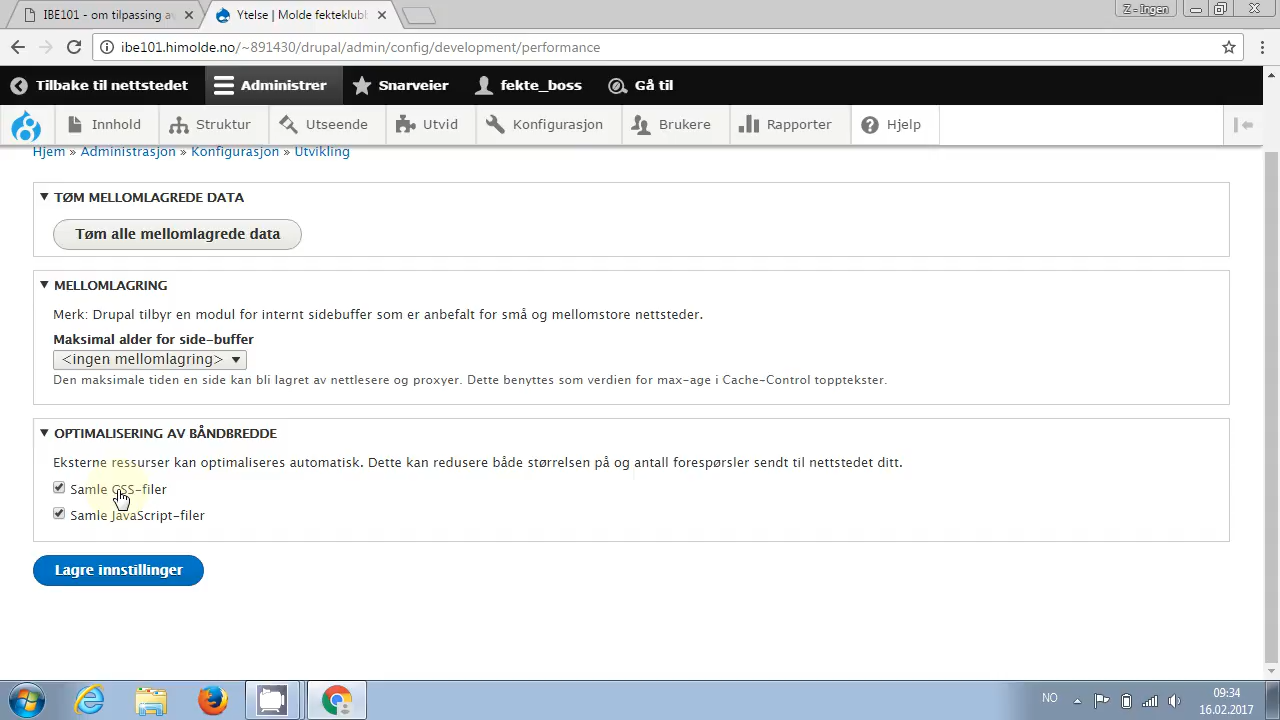 IBE101 - om tilpassing av
Ytelse | Molde fekteklubb
Z - Ingen
ibe101.himolde.no/~891430/drupal/admin/config/development/performance
Tilbake til nettstedet
Administrer
Snarveier
fekte_boss
Gå til
Innhold
Struktur
Utseende
Utvid
Konfigurasjon
Brukere
Rapporter
Hjelp
Hjem » Administrasjon » Konfigurasjon » Utvikling
TØM MELLOMLAGREDE DATA
Tøm alle mellomlagrede data
MELLOMLAGRING
Merk: Drupal tilbyr en modul for internt sidebuffer som er anbefalt for små og mellomstore nettsteder.
Maksimal alder for side-buffer
<ingen mellomlagring>
Den maksimale tiden en side kan bli lagret av nettlesere og proxyer. Dette benyttes som verdien for max-age i Cache-Control topptekster.
OPTIMALISERING AV BÅNDBREDDE
Eksterne ressurser kan optimaliseres automatisk. Dette kan redusere både størrelsen på og antall forespørsler sendt til nettstedet ditt.
Samle CSS-filer
Samle JavaScript-filer
Lagre innstillinger
NO
09:34
16.02.2017